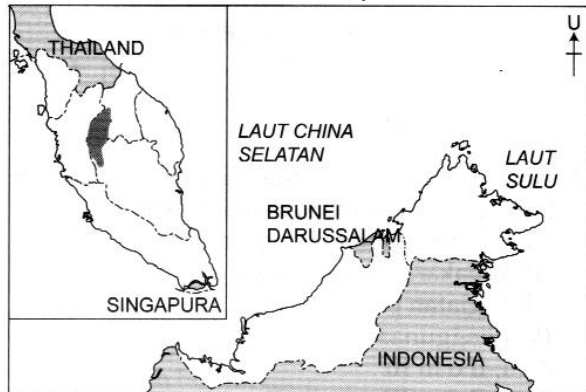 U
THAILAND
LAUT CHINA
SELATAN
LAUT
SULU
BRUNEI
DARUSSALAM
SINGAPURA
INDONESIA